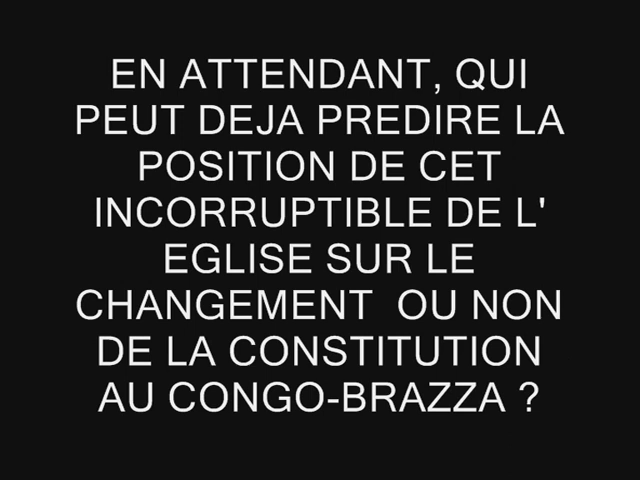 EN ATTENDANT, QUI
PEUT DEJA PREDIRE LA
POSITION DE CET
INCORRUPTIBLE DE L'
EGLISE SUR LE
CHANGEMENT  OU NON
DE LA CONSTITUTION
AU CONGO-BRAZZA ?